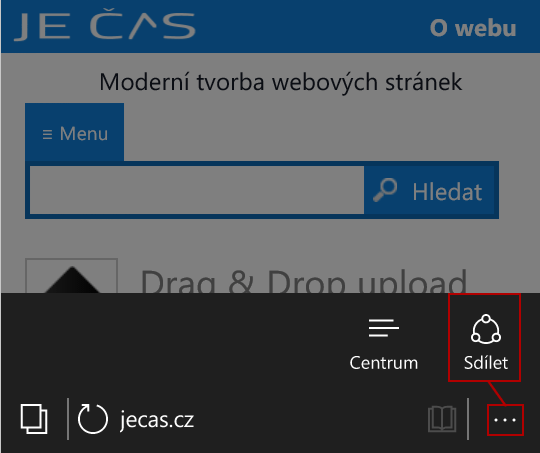 JE ČAS
O webu
Moderní tvorba webových stránek
≡ Menu
Hledat
Drag & Drop upload
Centrum
Sdílet
jecas.cz